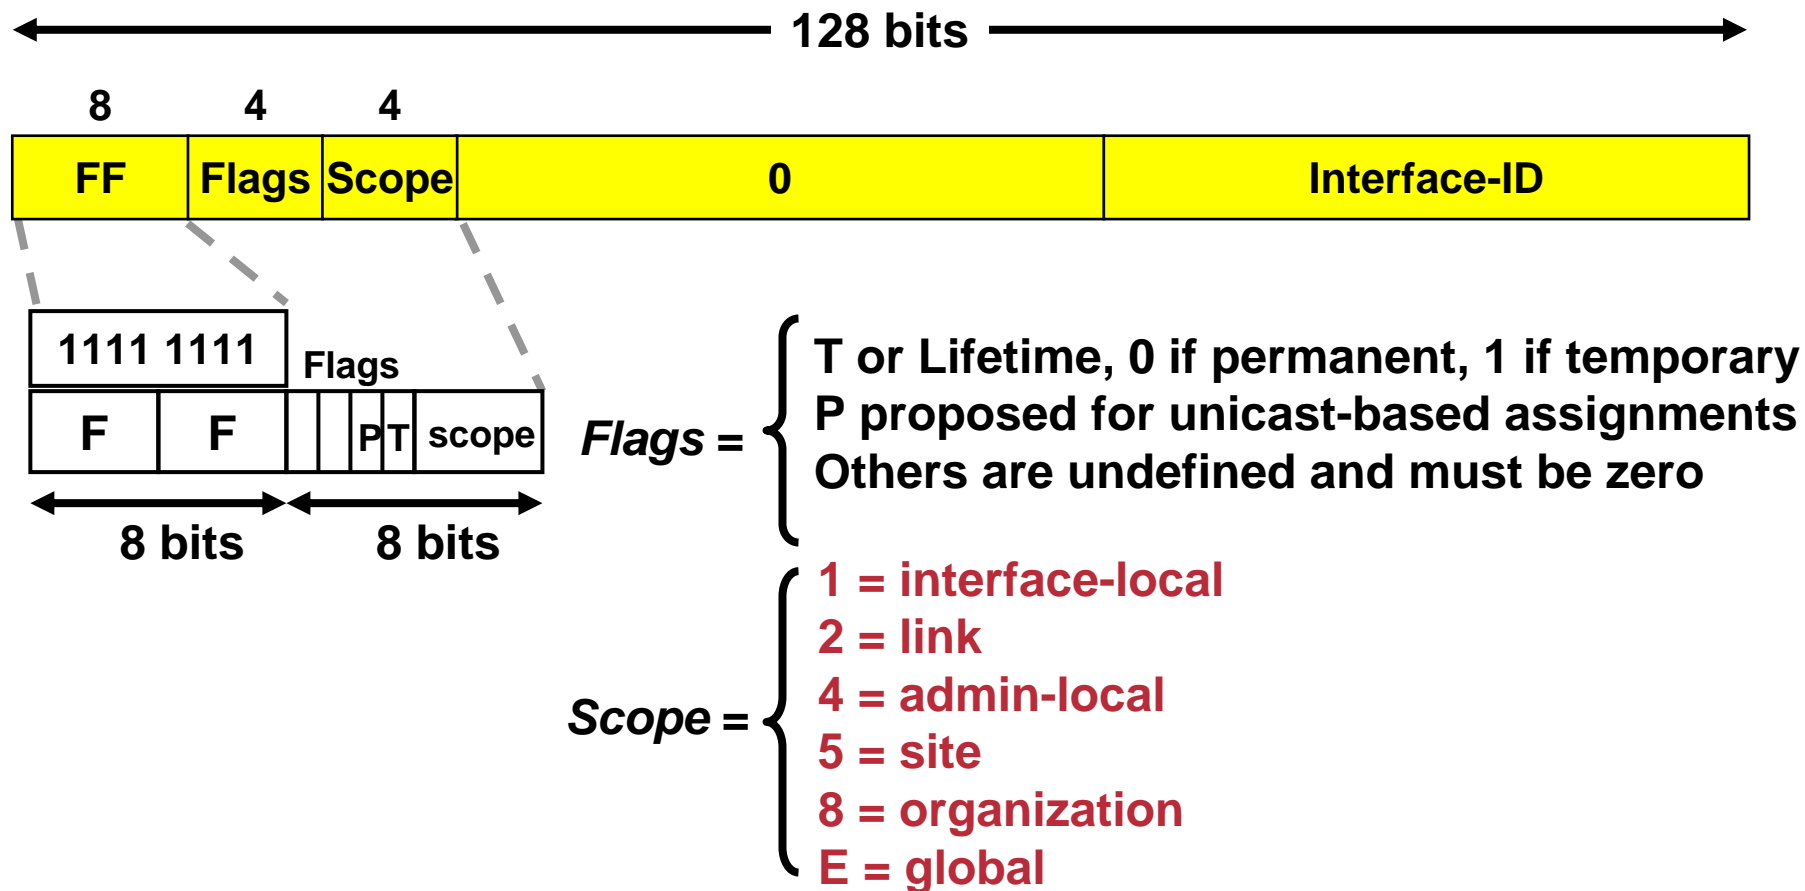 128 bits
8 4 4
FF Flags Scope 0 Interface-ID
1111 1111
Flags
F F P T scope
8 bits 8 bits
Flags =
T or Lifetime, 0 if permanent, 1 if temporary
P proposed for unicast-based assignments
Others are undefined and must be zero
Scope =
1 = interface-local
2 = link
4 = admin-local
5 = site
8 = organization
E = global